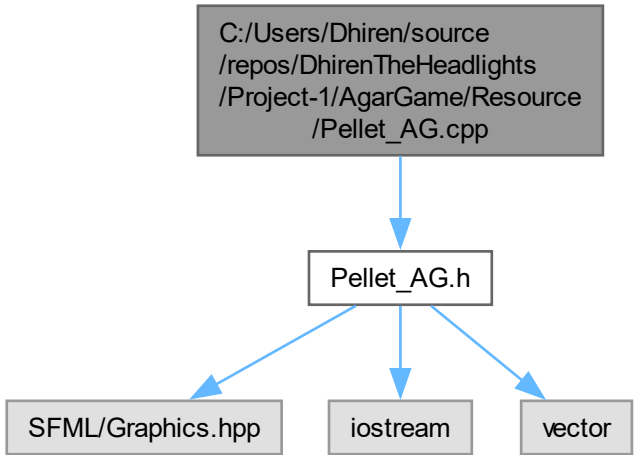 C:/Users/Dhiren/source
/repos/DhirenTheHeadlights
/Project-1/AgarGame/Resource
/Pellet_AG.cpp
Pellet_AG.h
SFML/Graphics.hpp
iostream
vector